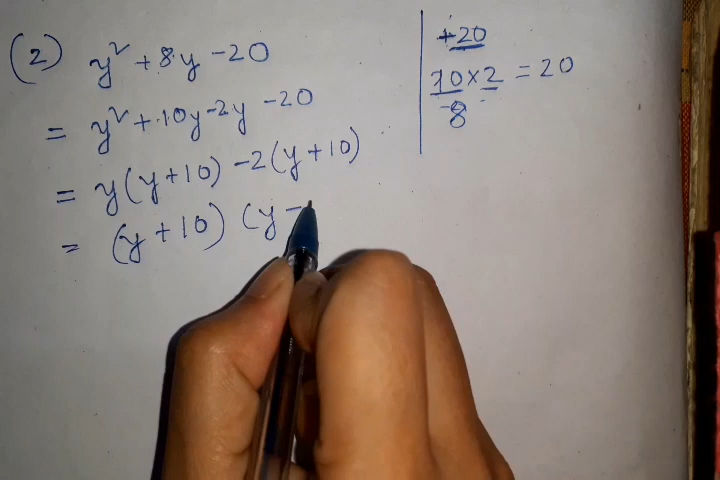 (2) y² + 8y - 20
= y² + 10y - 2y - 20
= y(y + 10) - 2(y + 10)
= (y + 10) (y -
+20
10 × 2 = 20
8